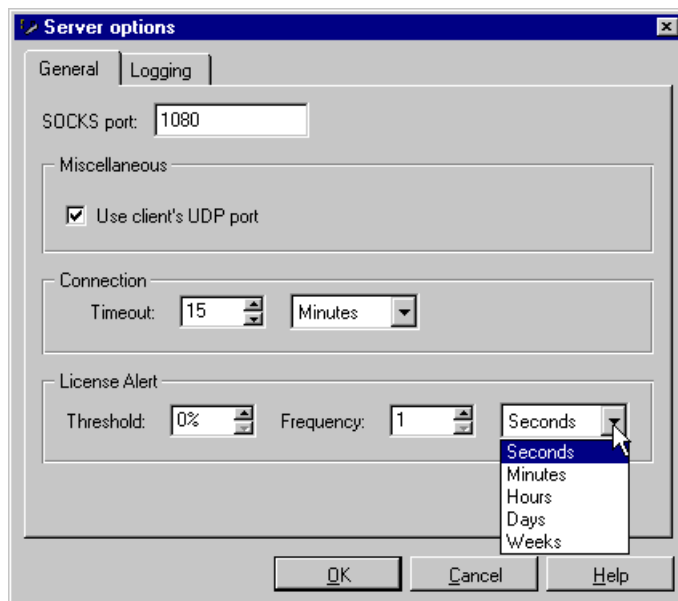 Server options
General Logging
SOCKS port: 1080
Miscellaneous
Use client's UDP port
Connection
Timeout: 15 Minutes
License Alert
Threshold: 0% Frequency: 1 Seconds
Seconds
Minutes
Hours
Days
Weeks
OK Cancel Help